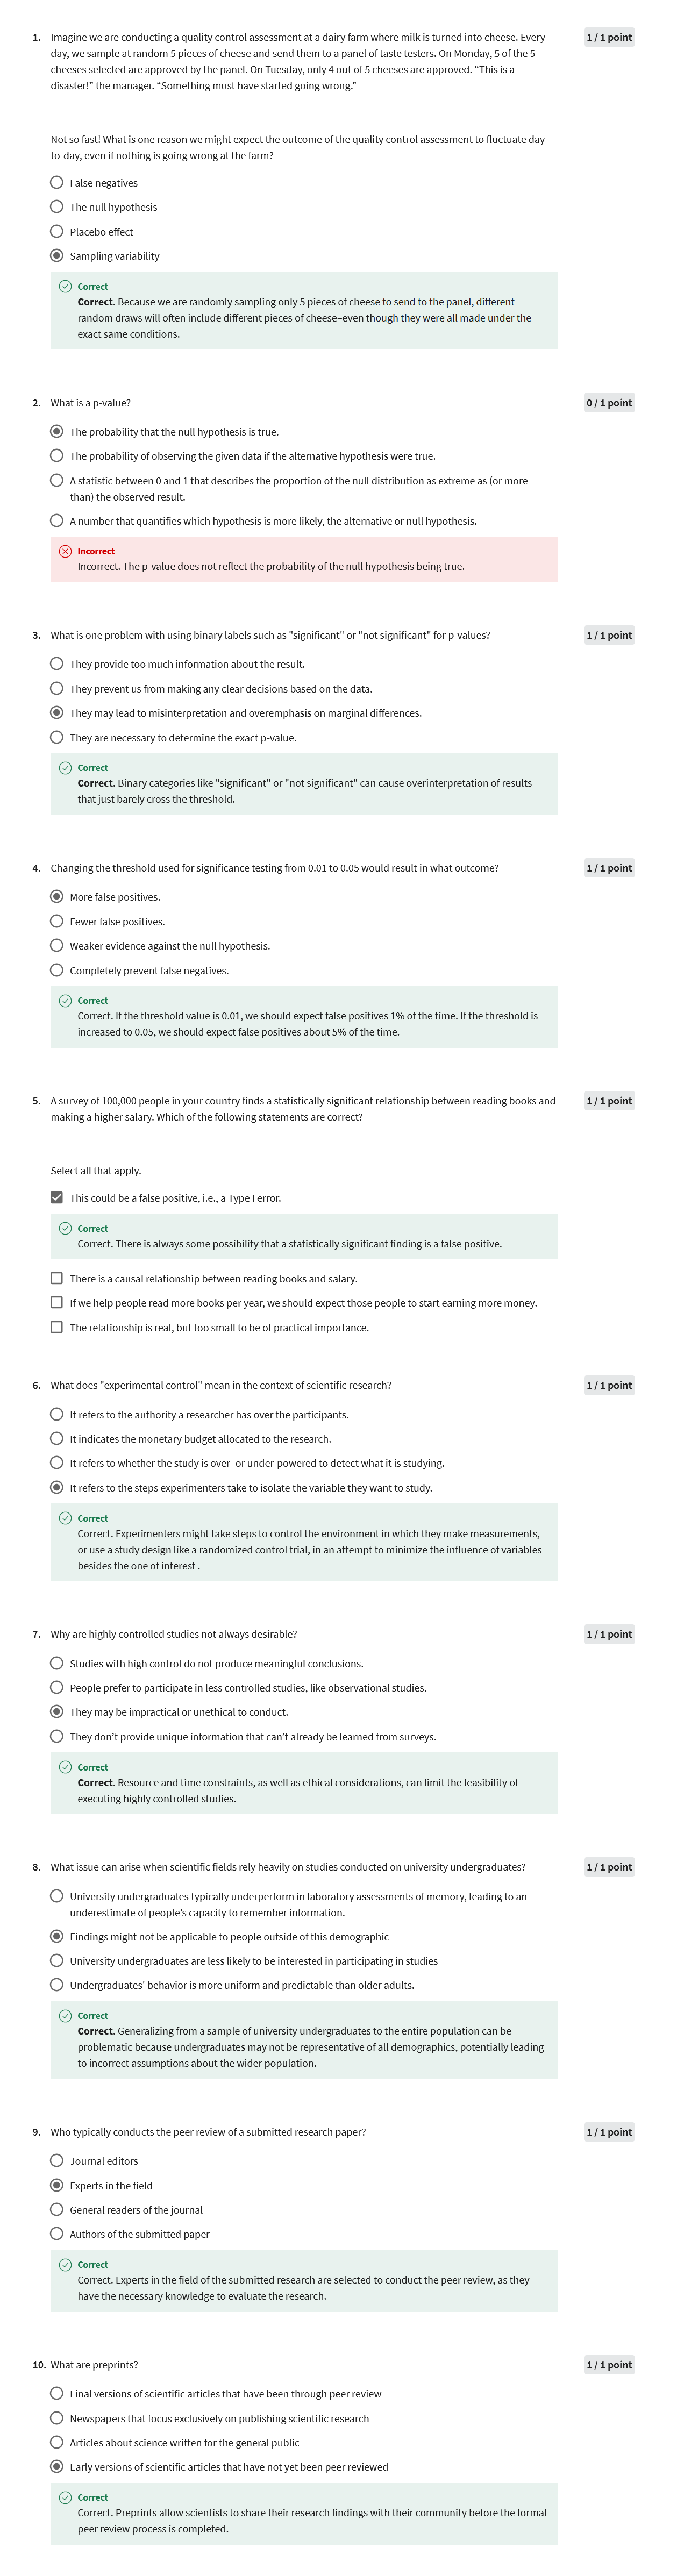 1. Imagine we are conducting a quality control assessment at a dairy farm where milk is turned into cheese. Every
day, we sample at random 5 pieces of cheese and send them to a panel of taste testers. On Monday, 5 of the 5
cheeses selected are approved by the panel. On Tuesday, only 4 out of 5 cheeses are approved. “This is a
disaster!” the manager. “Something must have started going wrong.”
1 / 1 point
Not so fast! What is one reason we might expect the outcome of the quality control assessment to fluctuate day-
to-day, even if nothing is going wrong at the farm?
False negatives
The null hypothesis
Placebo effect
Sampling variability
Correct
Correct. Because we are randomly sampling only 5 pieces of cheese to send to the panel, different
random draws will often include different pieces of cheese–even though they were all made under the
exact same conditions.
2. What is a p-value?
0 / 1 point
The probability that the null hypothesis is true.
The probability of observing the given data if the alternative hypothesis were true.
A statistic between 0 and 1 that describes the proportion of the null distribution as extreme as (or more
than) the observed result.
A number that quantifies which hypothesis is more likely, the alternative or null hypothesis.
Incorrect
Incorrect. The p-value does not reflect the probability of the null hypothesis being true.
3. What is one problem with using binary labels such as "significant" or "not significant" for p-values?
1 / 1 point
They provide too much information about the result.
They prevent us from making any clear decisions based on the data.
They may lead to misinterpretation and overemphasis on marginal differences.
They are necessary to determine the exact p-value.
Correct
Correct. Binary categories like "significant" or "not significant" can cause overinterpretation of results
that just barely cross the threshold.
4. Changing the threshold used for significance testing from 0.01 to 0.05 would result in what outcome?
1 / 1 point
More false positives.
Fewer false positives.
Weaker evidence against the null hypothesis.
Completely prevent false negatives.
Correct
Correct. If the threshold value is 0.01, we should expect false positives 1% of the time. If the threshold is
increased to 0.05, we should expect false positives about 5% of the time.
5. A survey of 100,000 people in your country finds a statistically significant relationship between reading books and
making a higher salary. Which of the following statements are correct?
1 / 1 point
Select all that apply.
This could be a false positive, i.e., a Type I error.
Correct
Correct. There is always some possibility that a statistically significant finding is a false positive.
There is a causal relationship between reading books and salary.
If we help people read more books per year, we should expect those people to start earning more money.
The relationship is real, but too small to be of practical importance.
6. What does "experimental control" mean in the context of scientific research?
1 / 1 point
It refers to the authority a researcher has over the participants.
It indicates the monetary budget allocated to the research.
It refers to whether the study is over- or under-powered to detect what it is studying.
It refers to the steps experimenters take to isolate the variable they want to study.
Correct
Correct. Experimenters might take steps to control the environment in which they make measurements,
or use a study design like a randomized control trial, in an attempt to minimize the influence of variables
besides the one of interest .
7. Why are highly controlled studies not always desirable?
1 / 1 point
Studies with high control do not produce meaningful conclusions.
People prefer to participate in less controlled studies, like observational studies.
They may be impractical or unethical to conduct.
They don’t provide unique information that can’t already be learned from surveys.
Correct
Correct. Resource and time constraints, as well as ethical considerations, can limit the feasibility of
executing highly controlled studies.
8. What issue can arise when scientific fields rely heavily on studies conducted on university undergraduates?
1 / 1 point
University undergraduates typically underperform in laboratory assessments of memory, leading to an
underestimate of people’s capacity to remember information.
Findings might not be applicable to people outside of this demographic
University undergraduates are less likely to be interested in participating in studies
Undergraduates' behavior is more uniform and predictable than older adults.
Correct
Correct. Generalizing from a sample of university undergraduates to the entire population can be
problematic because undergraduates may not be representative of all demographics, potentially leading
to incorrect assumptions about the wider population.
9. Who typically conducts the peer review of a submitted research paper?
1 / 1 point
Journal editors
Experts in the field
General readers of the journal
Authors of the submitted paper
Correct
Correct. Experts in the field of the submitted research are selected to conduct the peer review, as they
have the necessary knowledge to evaluate the research.
10. What are preprints?
1 / 1 point
Final versions of scientific articles that have been through peer review
Newspapers that focus exclusively on publishing scientific research
Articles about science written for the general public
Early versions of scientific articles that have not yet been peer reviewed
Correct
Correct. Preprints allow scientists to share their research findings with their community before the formal
peer review process is completed.